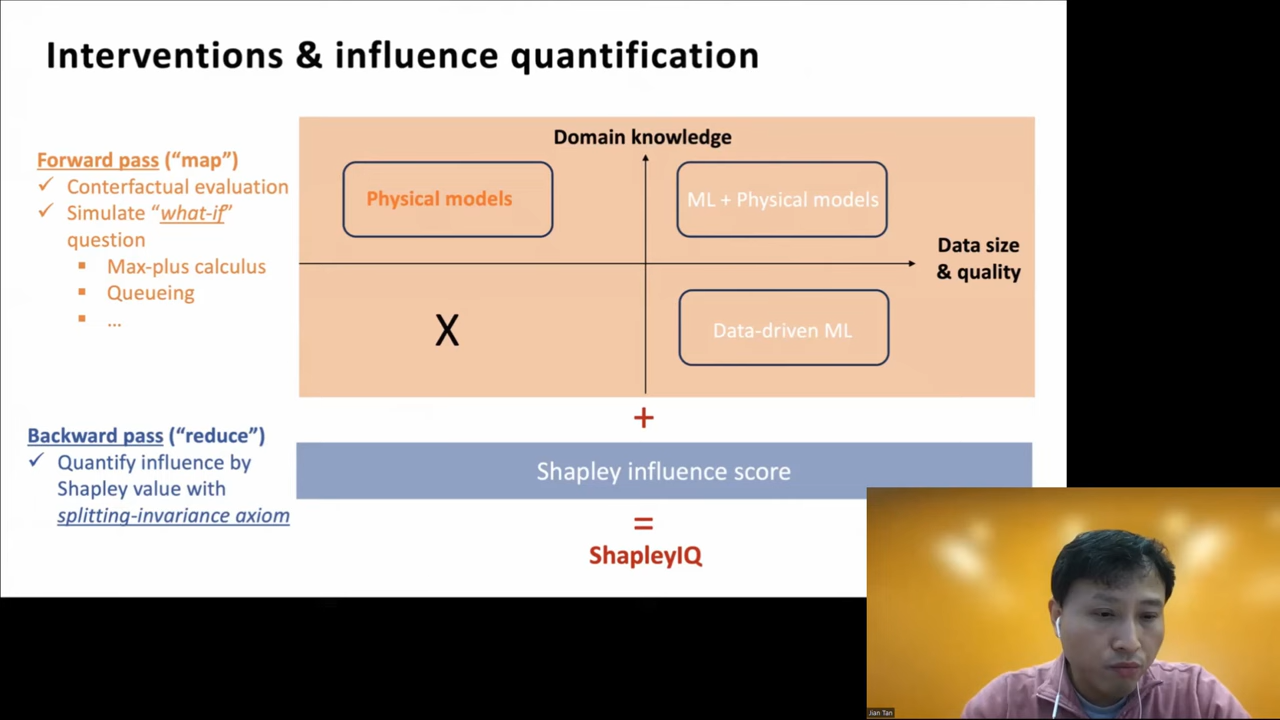 Interventions & influence quantification
Forward pass (“map”)
✓ Conterfactual evaluation
✓ Simulate “what-if”
question
▪ Max-plus calculus
▪ Queueing
▪ ...
Domain knowledge
Physical models
ML + Physical models
Data size
& quality
X
Data-driven ML
+
Backward pass (“reduce”)
✓ Quantify influence by
Shapley value with
splitting-invariance axiom
Shapley influence score
=
ShapleyIQ
Jian Tan